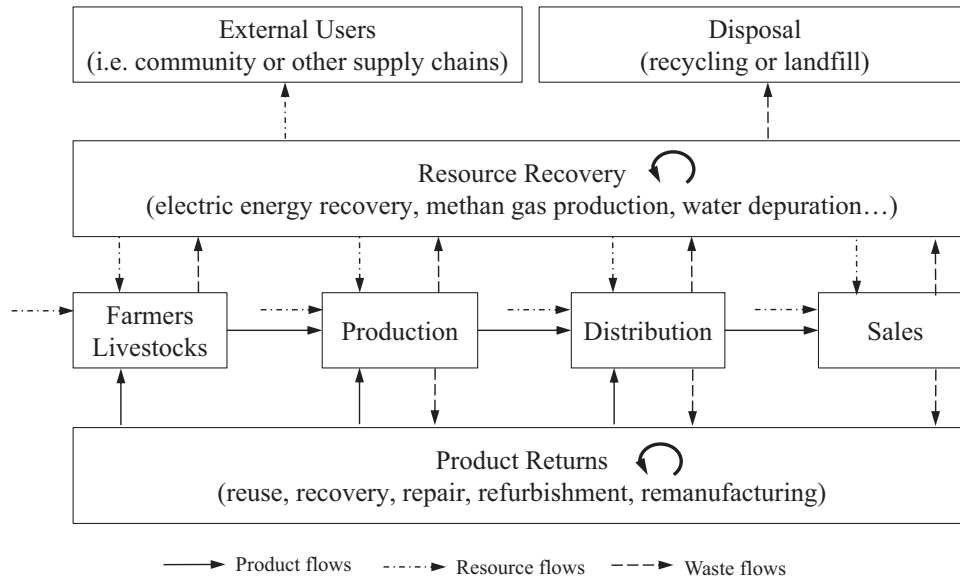 External Users
(i.e. community or other supply chains)
Disposal
(recycling or landfill)
Resource Recovery
(electric energy recovery, methan gas production, water depuration…)
Farmers
Livestocks
Production
Distribution
Sales
Product Returns
(reuse, recovery, repair, refurbishment, remanufacturing)
Product flows
Resource flows
Waste flows